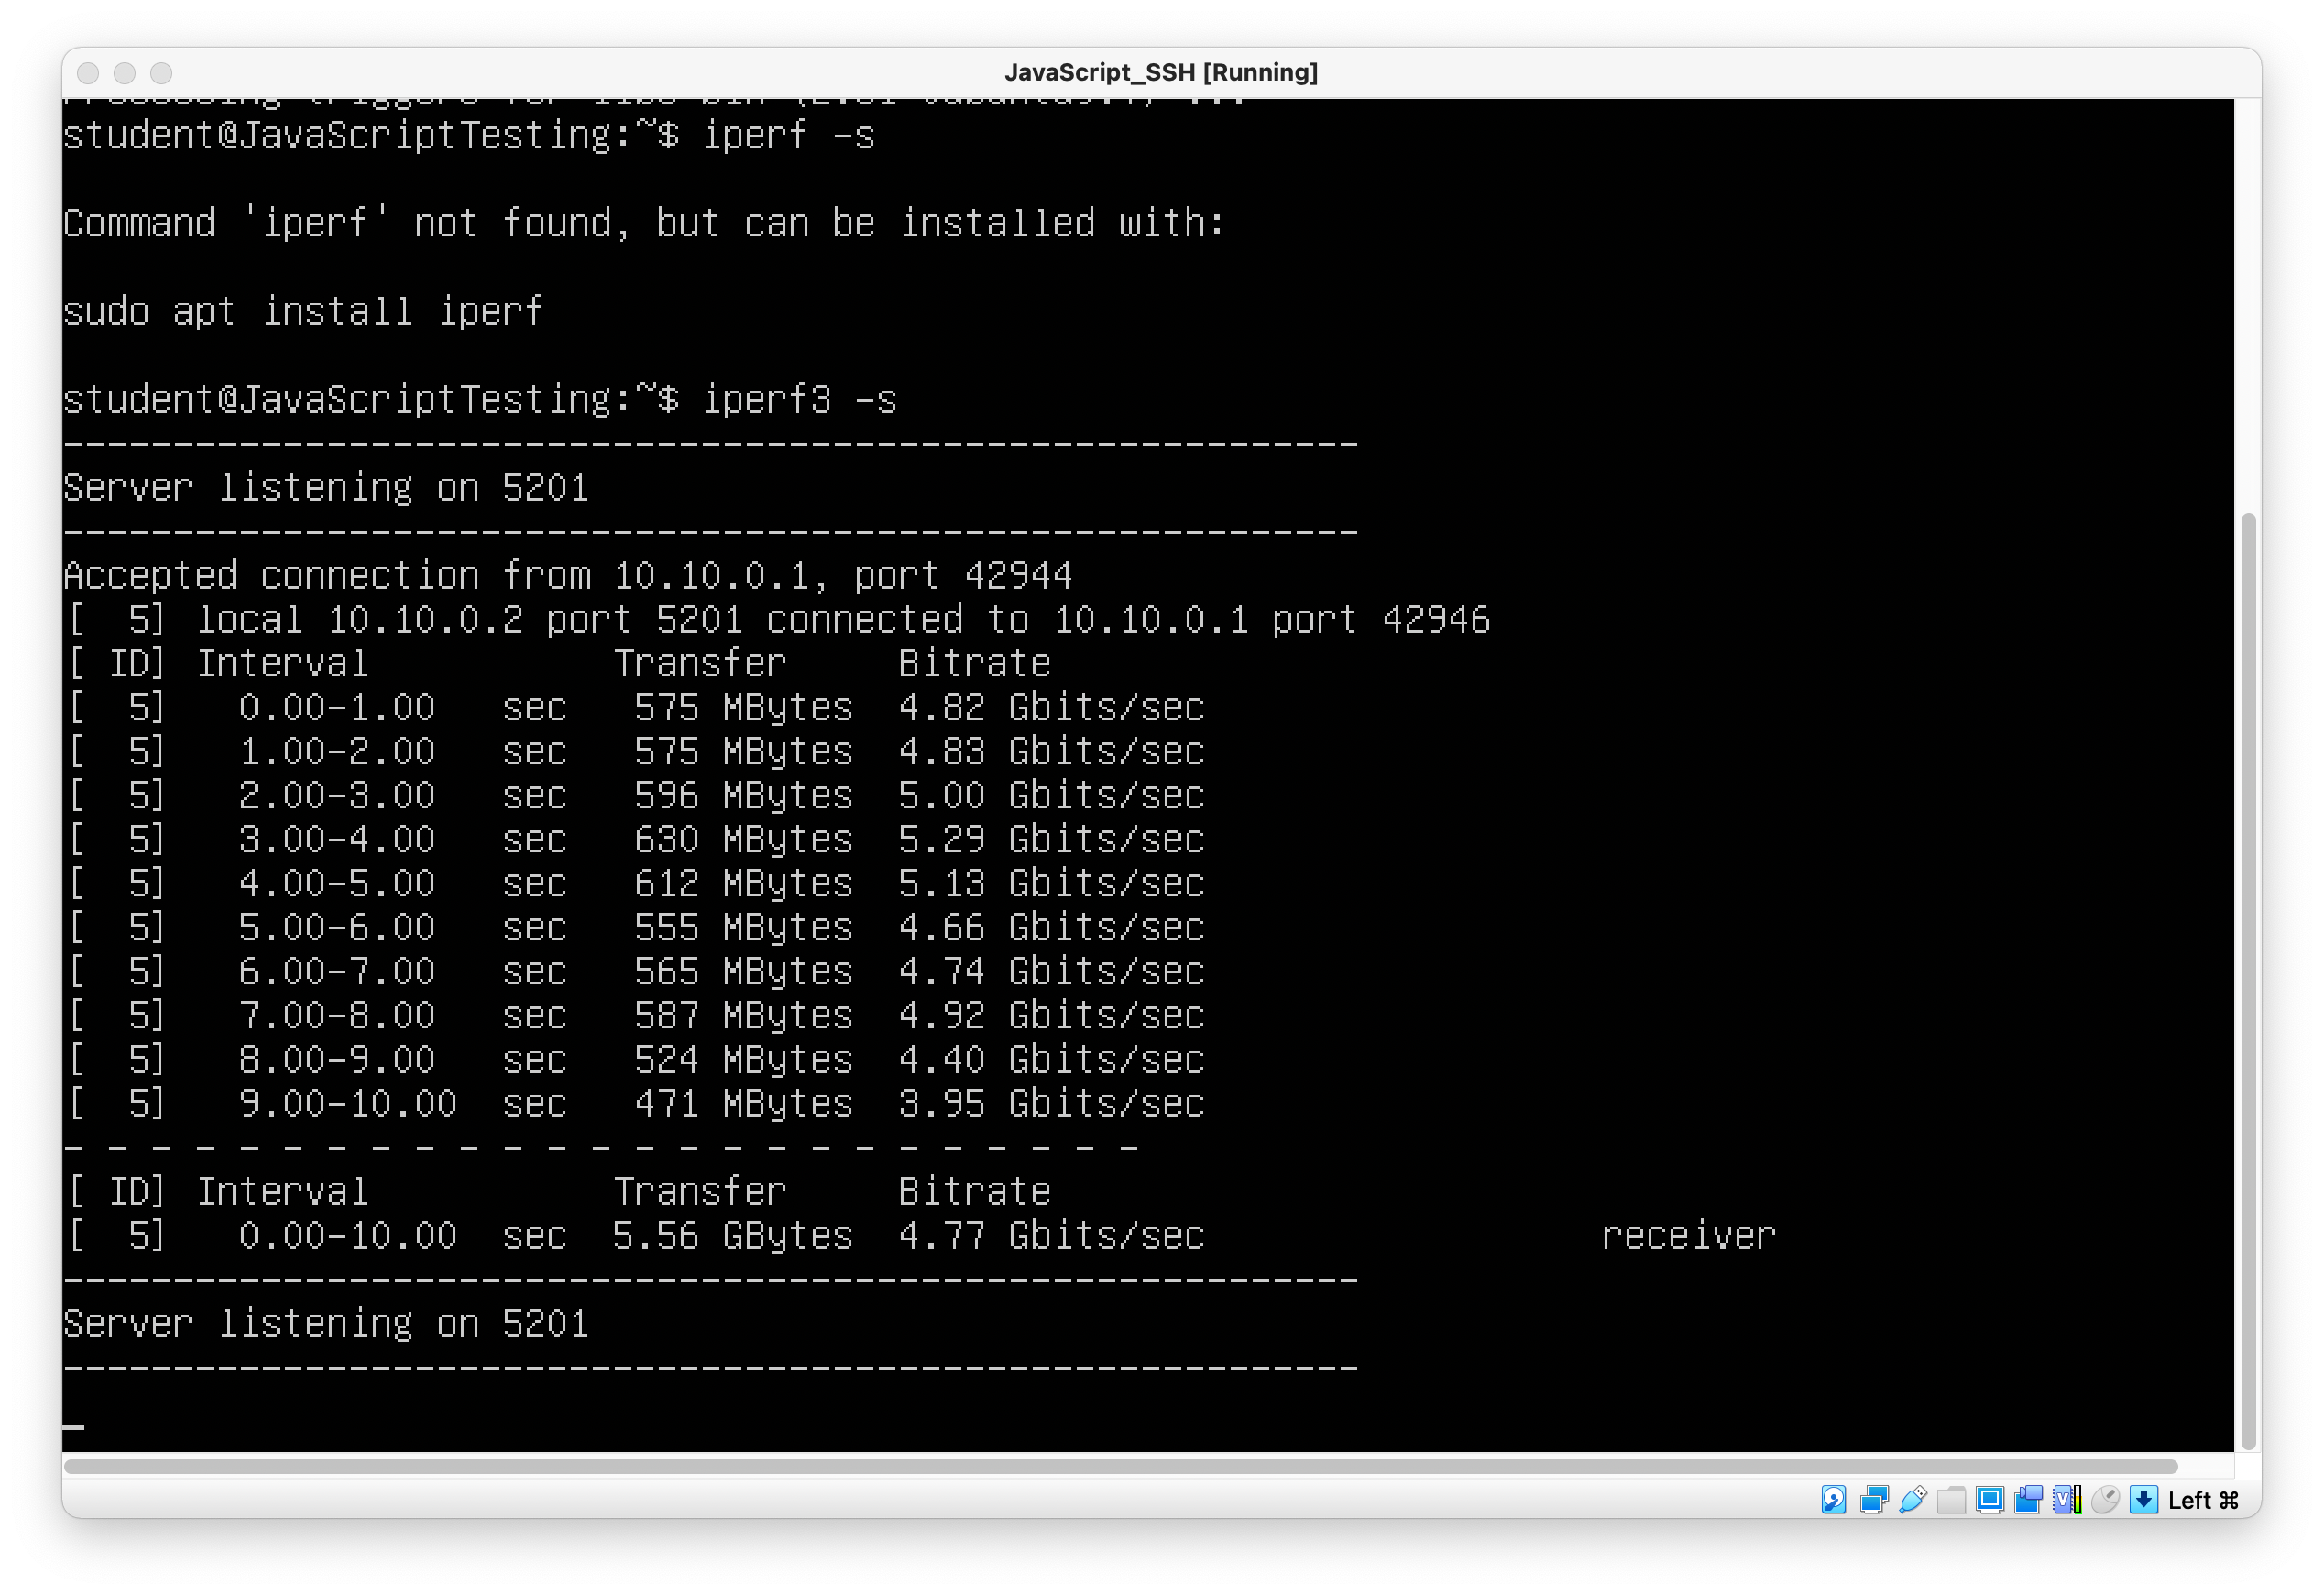 JavaScript_SSH [Running]
student@JavaScriptTesting:~$ iperf -s
Command 'iperf' not found, but can be installed with:
sudo apt install iperf
student@JavaScriptTesting:~$ iperf3 -s
-----------------------------------------------------------
Server listening on 5201
-----------------------------------------------------------
Accepted connection from 10.10.0.1, port 42944
[  5] local 10.10.0.2 port 5201 connected to 10.10.0.1 port 42946
[ ID] Interval           Transfer     Bitrate
[  5]   0.00-1.00   sec   575 MBytes  4.82 Gbits/sec
[  5]   1.00-2.00   sec   575 MBytes  4.83 Gbits/sec
[  5]   2.00-3.00   sec   596 MBytes  5.00 Gbits/sec
[  5]   3.00-4.00   sec   630 MBytes  5.29 Gbits/sec
[  5]   4.00-5.00   sec   612 MBytes  5.13 Gbits/sec
[  5]   5.00-6.00   sec   555 MBytes  4.66 Gbits/sec
[  5]   6.00-7.00   sec   565 MBytes  4.74 Gbits/sec
[  5]   7.00-8.00   sec   587 MBytes  4.92 Gbits/sec
[  5]   8.00-9.00   sec   524 MBytes  4.40 Gbits/sec
[  5]   9.00-10.00  sec   471 MBytes  3.95 Gbits/sec
- - - - - - - - - - - - - - - - - - - - - - - - -
[ ID] Interval           Transfer     Bitrate
[  5]   0.00-10.00  sec  5.56 GBytes  4.77 Gbits/sec                  receiver
-----------------------------------------------------------
Server listening on 5201
-----------------------------------------------------------
Left ⌘